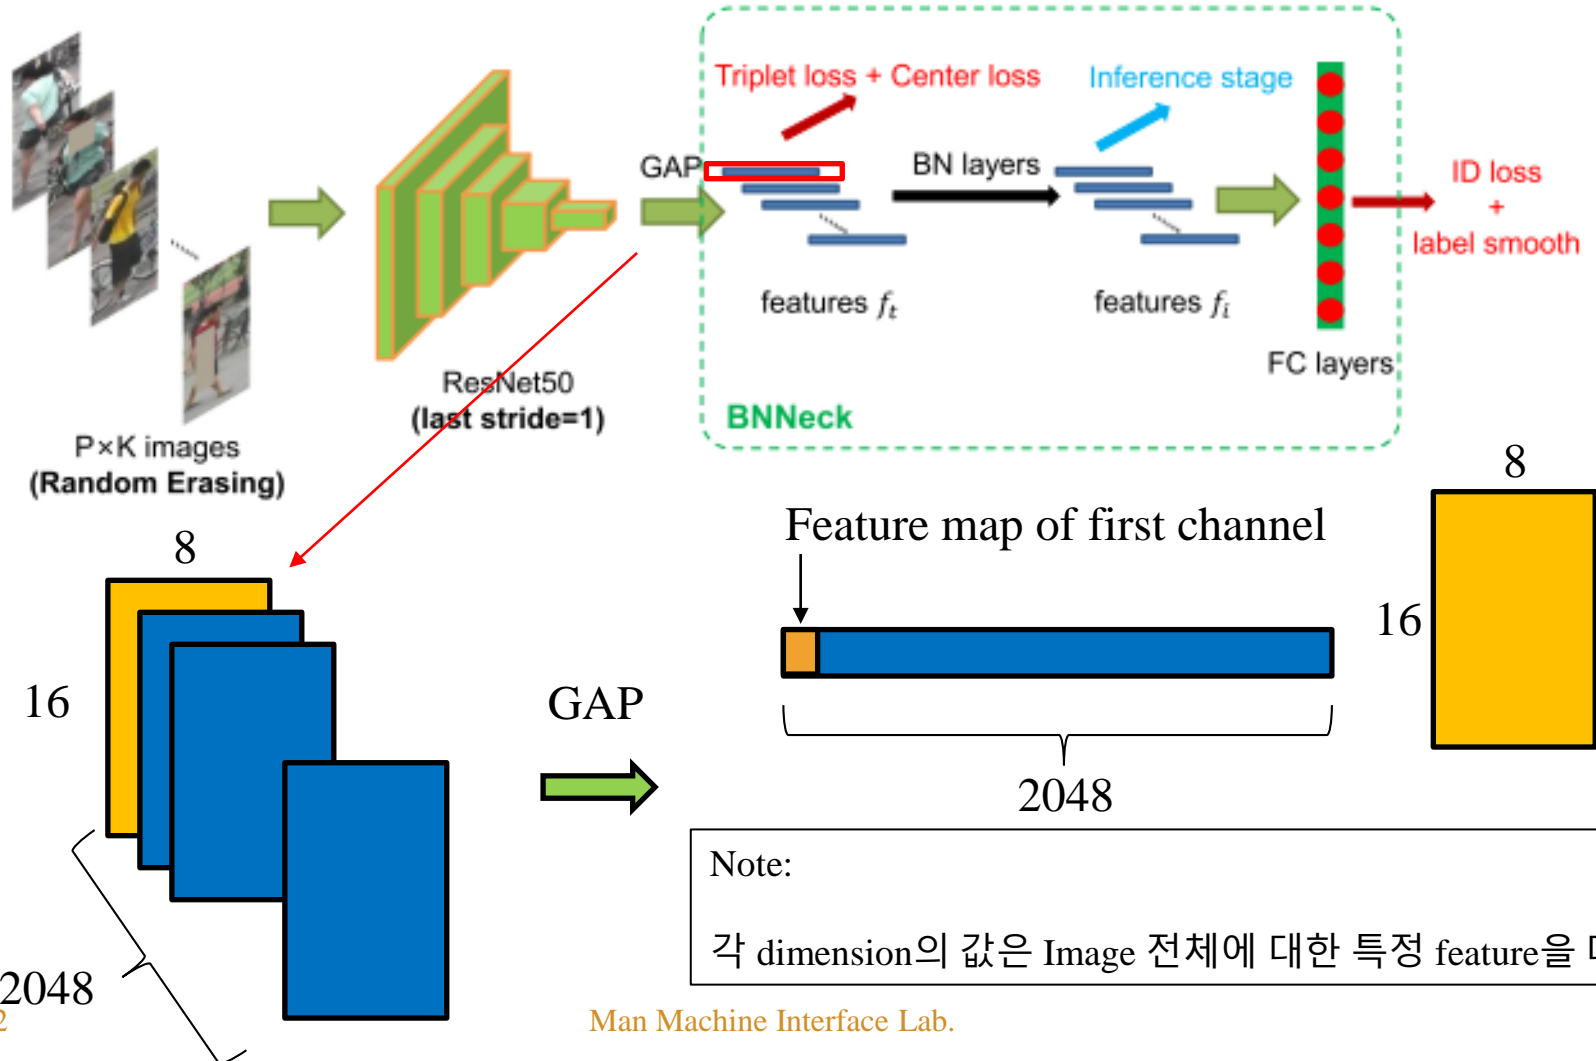 Triplet loss + Center loss
Inference stage
GAP
BN layers
ID loss
+
label smooth
features fₜ
features fᵢ
FC layers
ResNet50
(last stride=1)
BNNeck
P×K images
(Random Erasing)
8
Feature map of first channel
8
16
16
GAP
2048
Note:
각 dimension의 값은 Image 전체에 대한 특정 feature을
2048
2
Man Machine Interface Lab.